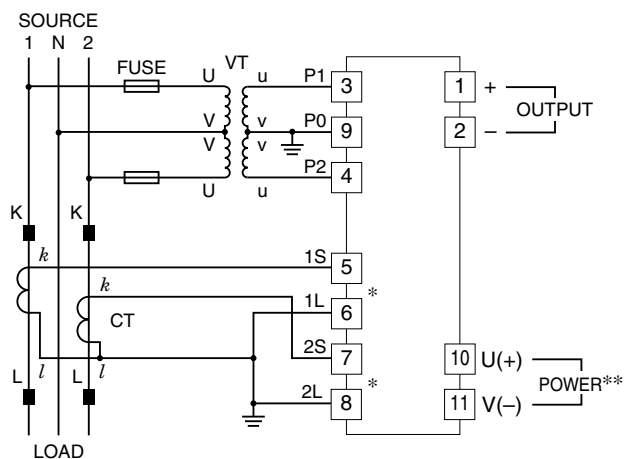 SOURCE
1 N 2
FUSE
VT
U u P1 3
V v P0 9
V v
U u P2 4
1 +
OUTPUT
2 –
K K
k 1S 5
k 1L 6 *
CT
2S 7
L l L l
2L 8 *
10 U(+)
POWER**
11 V(–)
LOAD